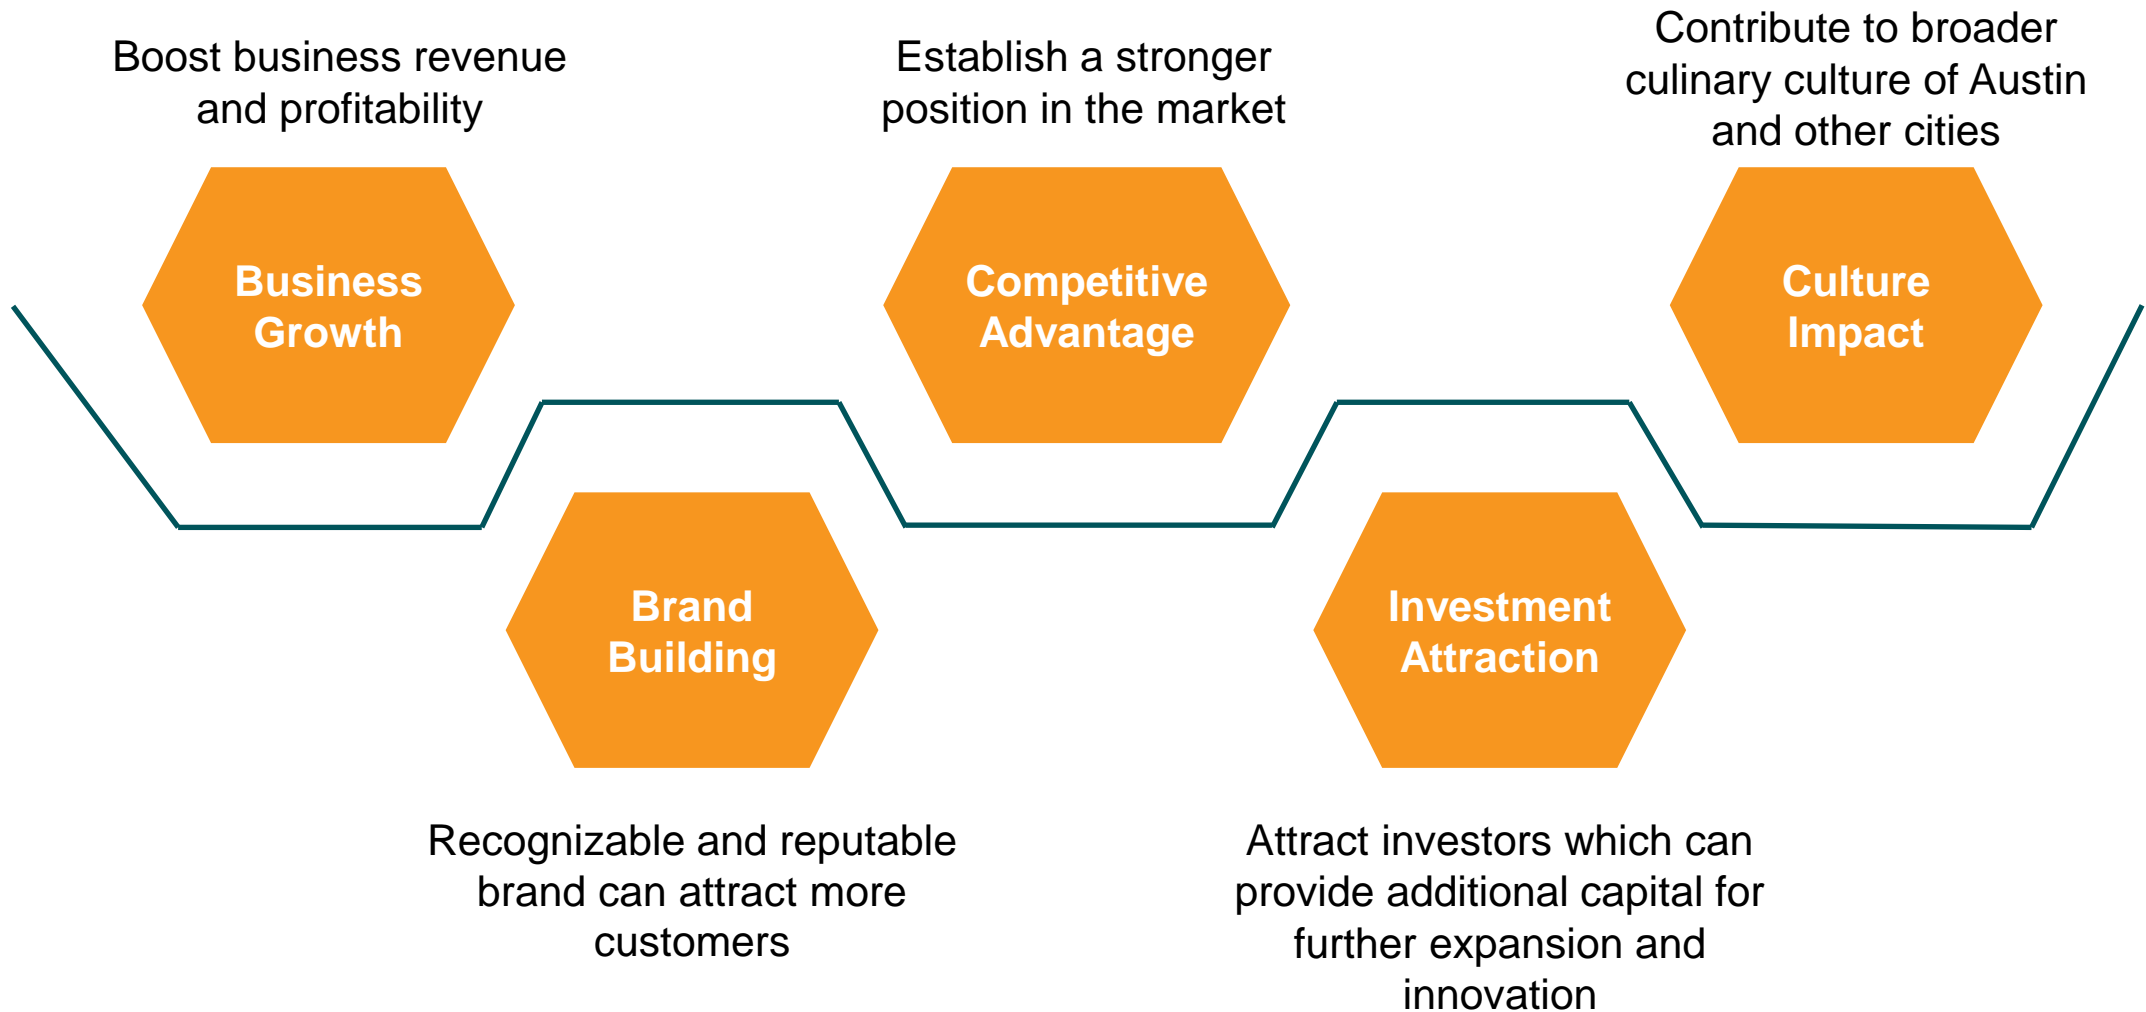 Boost business revenue
and profitability
Business
Growth
Recognizable and reputable
brand can attract more
customers
Brand
Building
Establish a stronger
position in the market
Competitive
Advantage
Investment
Attraction
Attract investors which can
provide additional capital for
further expansion and
innovation
Contribute to broader
culinary culture of Austin
and other cities
Culture
Impact